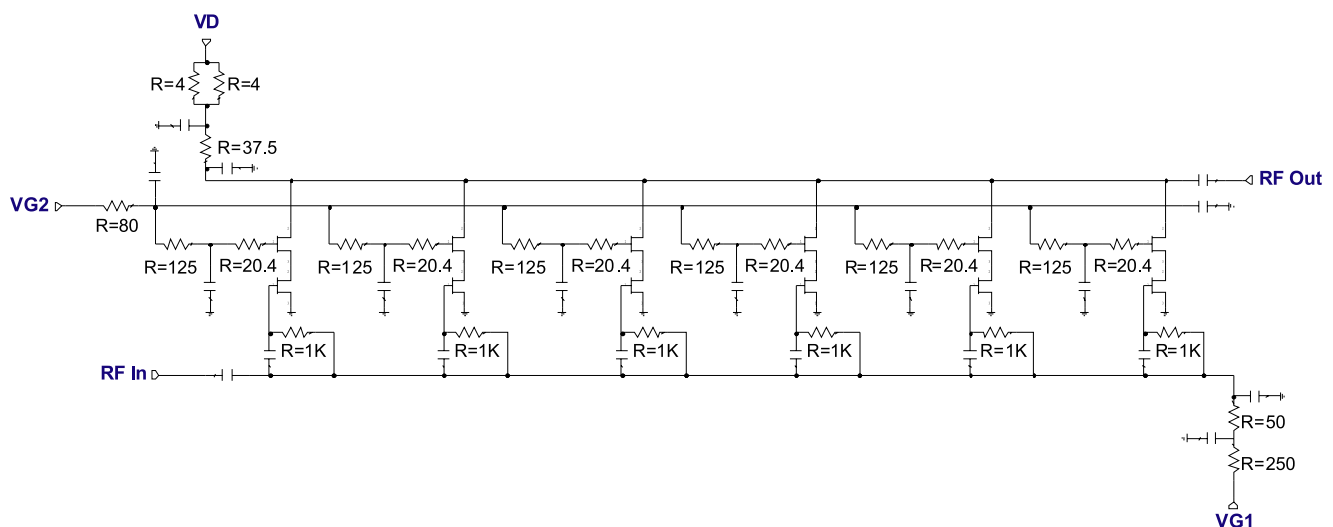 VD
R=4 R=4
R=37.5
RF Out
VG2
R=80
R=125 R=20.4 R=125 R=20.4 R=125 R=20.4 R=125 R=20.4 R=125 R=20.4 R=125 R=20.4
R=1K R=1K R=1K R=1K R=1K R=1K
RF In
R=50
R=250
VG1